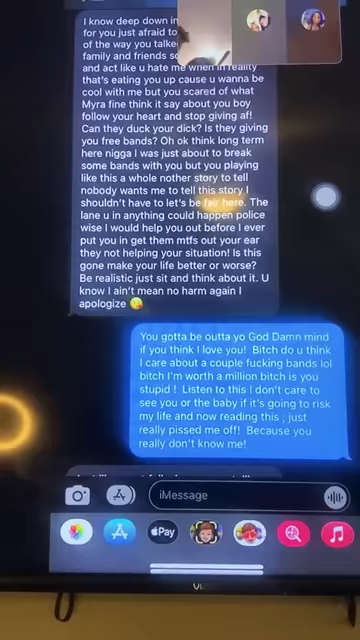 I know deep down in
for you just afraid to
of the way you talke
family and friends so
and act like u hate me when in reality
that's eating you up cause u wanna be
cool with me but you scared of what
Myra fine think it say about you boy
follow your heart and stop giving af!
Can they duck your dick? Is they giving
you free bands? Oh ok think long term
here nigga I was just about to break
some bands with you but you playing
like this a whole nother story to tell
nobody wants me to tell this story I
shouldn't have to let's be fair here. The
lane u in anything could happen police
wise I would help you out before I ever
put you in get them mtfs out your ear
they not helping your situation! Is this
gone make your life better or worse?
Be realistic just sit and think about it. U
know I ain't mean no harm again I
apologize 😘
You gotta be outta yo God Damn mind
if you think I love you! Bitch do u think
I care about a couple fucking bands lol
bitch I'm worth a million bitch is you
stupid ! Listen to this I don't care to
see you or the baby if it's going to risk
my life and now reading this ; just
really pissed me off! Because you
really don't know me!
iMessage
Pay